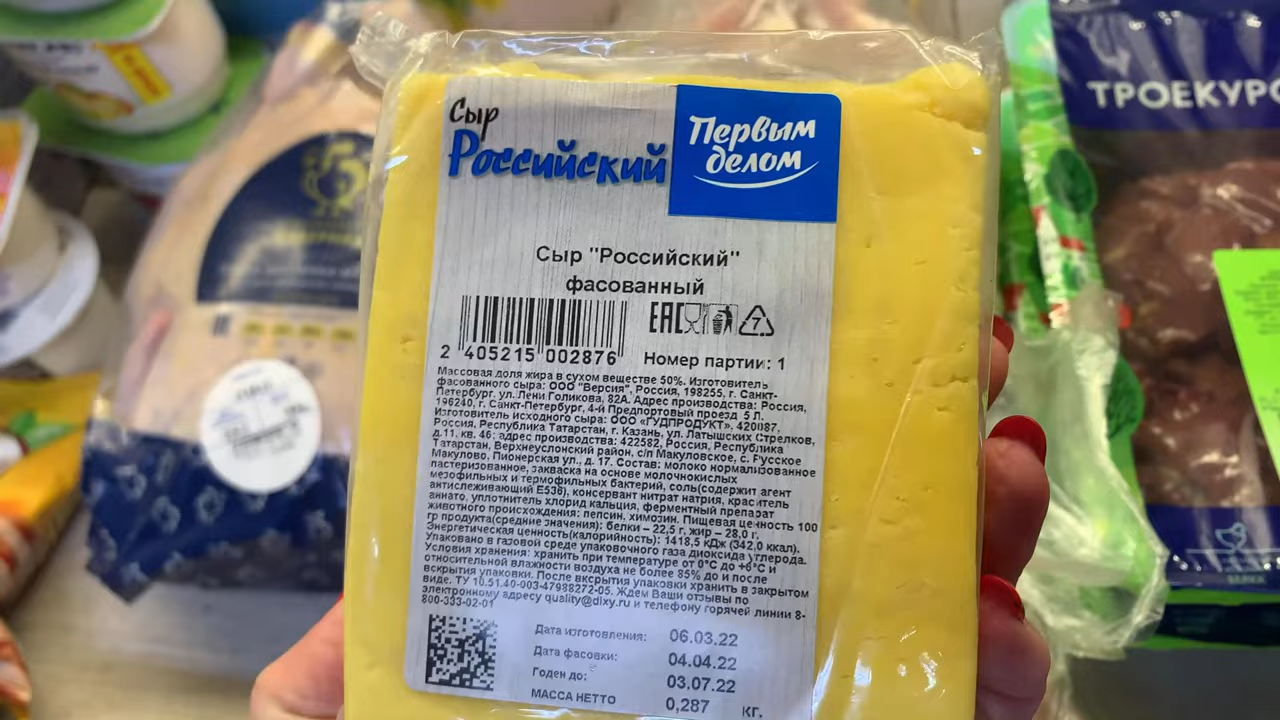 Сыр
Российский
Первым
делом
Сыр "Российский"
фасованный
ЕАС
7
2 405215 002876
Номер партии: 1
Массовая доля жира в сухом веществе 50%. Изготовитель
фасованного сыра: ООО "Версия", Россия, 198255, г. Санкт-
Петербург, ул. Лёни Голикова, 82А. Адрес производства: Россия,
196240, г. Санкт-Петербург, 4-й Предпортовый проезд 5 Л.
Изготовитель исходного сыра: ООО «ГУДПРОДУКТ», 420087,
Россия, Республика Татарстан, г. Казань, ул. Латышских Стрелков,
д.11. кв. 46; адрес производства: 422582, Россия, Республика
Татарстан, Верхнеуслонский район, с/п Макуловское, с. Русское
Макулово. Пионерская ул., д. 17. Состав: молоко нормализованное
пастеризованное, закваска на основе молочнокислых
мезофильных и термофильных бактерий, соль(содержит агент
антислеживающий Е536), консервант нитрат натрия, краситель
аннато, уплотнитель хлорид кальция, ферментный препарат
животного происхождения: пепсин, химозин. Пищевая ценность 100
гр продукта(средние значения): белки – 22,5 г, жир – 28,0 г.
Энергетическая ценность(калорийность): 1418,5 кДж (342,0 ккал).
Упаковано в газовой среде упаковочного газа диоксида углерода.
Условия хранения: хранить при температуре от 0°С до +6°С и
относительной влажности воздуха не более 85% до и после
вскрытия упаковки. После вскрытия упаковки хранить в закрытом
виде. ТУ 10.51.40-003-47988272-05. Ждем Ваши отзывы по
электронному адресу quality@dixy.ru и телефону горячей линии 8-
800-333-02-01
Дата изготовления: 06.03.22
Дата фасовки: 04.04.22
Годен до: 03.07.22
МАССА НЕТТО 0,287 кг.
ТРОЕКУРО